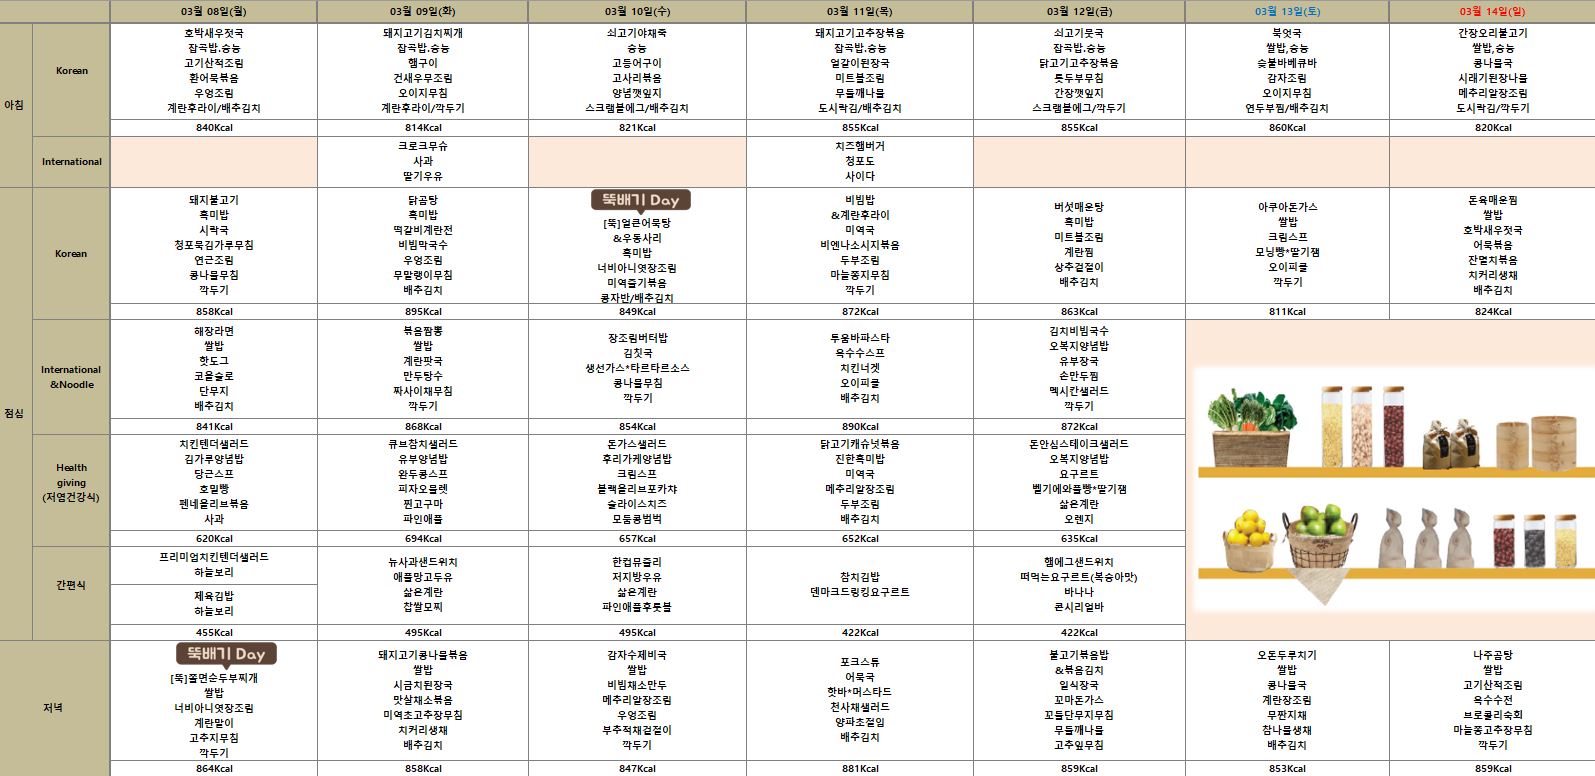 03월 08일(월)
03월 09일(화)
03월 10일(수)
03월 11일(목)
03월 12일(금)
03월 13일(토)
03월 14일(일)
아침
Korean
호박새우젓국
잡곡밥.숭늉
고기산적조림
환어묵볶음
우엉조림
계란후라이/배추김치
840Kcal
돼지고기김치찌개
잡곡밥.숭늉
햄구이
건새우무조림
오이지무침
계란후라이/깍두기
814Kcal
쇠고기야채죽
숭늉
고등어구이
고사리볶음
양념깻잎지
스크램블에그/배추김치
821Kcal
돼지고기고추장볶음
잡곡밥.숭늉
얼갈이된장국
미트볼조림
무들깨나물
도시락김/배추김치
855Kcal
쇠고기뭇국
잡곡밥.숭늉
닭고기고추장볶음
톳두부무침
간장깻잎지
스크램블에그/깍두기
855Kcal
북엇국
쌀밥,숭늉
숯불바베큐바
감자조림
오이지무침
연두부찜/배추김치
860Kcal
간장오리불고기
쌀밥,숭늉
콩나물국
시래기된장나물
메추리알장조림
도시락김/깍두기
820Kcal
International
크로크무슈
사과
딸기우유
치즈햄버거
청포도
사이다
점심
Korean
돼지불고기
흑미밥
시락국
청포묵김가루무침
연근조림
콩나물무침
깍두기
858Kcal
닭곰탕
흑미밥
떡갈비계란전
비빔막국수
우엉조림
무말랭이무침
배추김치
895Kcal
뚝배기 Day
[뚝]얼큰어묵탕
&우동사리
흑미밥
너비아니엿장조림
미역줄기볶음
콩자반/배추김치
849Kcal
비빔밥
&계란후라이
미역국
비엔나소시지볶음
두부조림
마늘쫑지무침
깍두기
872Kcal
버섯매운탕
흑미밥
미트볼조림
계란찜
상추겉절이
배추김치
863Kcal
아쿠아돈가스
쌀밥
크림스프
모닝빵*딸기잼
오이피클
깍두기
811Kcal
돈육매운찜
쌀밥
호박새우젓국
어묵볶음
잔멸치볶음
치커리생채
배추김치
824Kcal
International
&Noodle
해장라면
쌀밥
핫도그
코울슬로
단무지
배추김치
841Kcal
볶음짬뽕
쌀밥
계란팟국
만두탕수
짜사이채무침
깍두기
868Kcal
장조림버터밥
김칫국
생선가스*타르타르소스
콩나물무침
깍두기
854Kcal
투움바파스타
옥수수스프
치킨너겟
오이피클
배추김치
890Kcal
김치비빔국수
오복지양념밥
유부장국
손만두찜
멕시칸샐러드
깍두기
872Kcal
Health
giving
(저염건강식)
치킨텐더샐러드
김가루양념밥
당근스프
호밀빵
펜네올리브볶음
사과
620Kcal
큐브참치샐러드
유부양념밥
완두콩스프
피자오믈렛
찐고구마
파인애플
694Kcal
돈가스샐러드
후리가케양념밥
크림스프
블랙올리브포카챠
슬라이스치즈
모둠콩범벅
657Kcal
닭고기캐슈넛볶음
진한흑미밥
미역국
메추리알장조림
두부조림
배추김치
652Kcal
돈안심스테이크샐러드
오복지양념밥
요구르트
벨기에와플빵*딸기잼
삶은계란
오렌지
635Kcal
간편식
프리미엄치킨텐더샐러드
하늘보리
제육김밥
하늘보리
455Kcal
뉴사과샌드위치
애플망고두유
삶은계란
찹쌀모찌
495Kcal
한컵뮤즐리
저지방우유
삶은계란
파인애플후룻볼
495Kcal
참치김밥
덴마크드링킹요구르트
422Kcal
햄에그샌드위치
떠먹는요구르트(복숭아맛)
바나나
콘시리얼바
422Kcal
저녁
뚝배기 Day
[뚝]쫄면순두부찌개
쌀밥
너비아니엿장조림
계란말이
고추지무침
깍두기
864Kcal
돼지고기콩나물볶음
쌀밥
시금치된장국
맛살채소볶음
미역초고추장무침
치커리생채
배추김치
858Kcal
감자수제비국
쌀밥
비빔채소만두
메추리알장조림
우엉조림
부추적채겉절이
깍두기
847Kcal
포크스튜
어묵국
핫바*머스타드
천사채샐러드
양파초절임
배추김치
881Kcal
불고기볶음밥
&볶음김치
일식장국
꼬마돈가스
꼬들단무지무침
무들깨나물
고추잎무침
859Kcal
오돈두루치기
쌀밥
콩나물국
계란장조림
무짠지채
참나물생채
배추김치
853Kcal
나주곰탕
쌀밥
고기산적조림
옥수수전
브로콜리숙회
마늘쫑고추장무침
깍두기
859Kcal